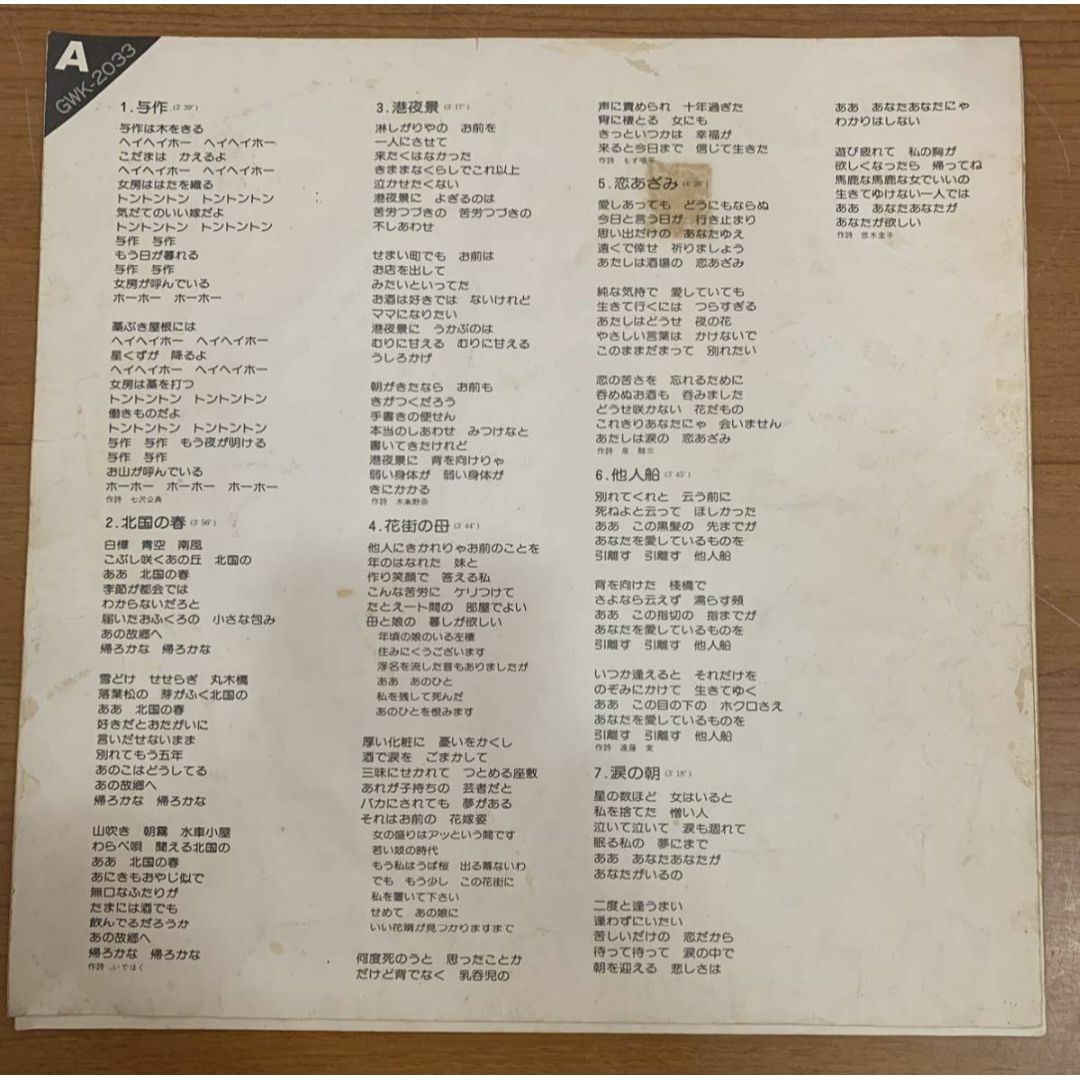 A
GWK-2033
1.与作 (3'39")
与作は木をきる
ヘイヘイホー　ヘイヘイホー
こだまは　かえるよ
ヘイヘイホー　ヘイヘイホー
女房ははたを織る
トントントン　トントントン
気だてのいい嫁だよ
トントントン　トントントン
与作　与作
もう日が暮れる
与作　与作
女房が呼んでいる
ホーホー　ホーホー
藁ぶき屋根には
ヘイヘイホー　ヘイヘイホー
星くずが　降るよ
ヘイヘイホー　ヘイヘイホー
女房は藁を打つ
トントントン　トントントン
働きものだよ
トントントン　トントントン
与作　与作　もう夜が明ける
与作　与作
お山が呼んでいる
ホーホー　ホーホー　ホーホー
作詩　七沢公典
2.北国の春 (3'56")
白樺　青空　南風
こぶし咲くあの丘　北国の
ああ　北国の春
季節が都会では
わからないだろと
届いたおふくろの　小さな包み
あの故郷へ
帰ろかな　帰ろかな
雪どけ　せせらぎ　丸木橋
落葉松の　芽がふく北国の
ああ　北国の春
好きだとおたがいに
言いだせないまま
別れてもう五年
あのこはどうしてる
あの故郷へ
帰ろかな　帰ろかな
山吹き　朝霧　水車小屋
わらべ唄　聞える北国の
ああ　北国の春
あにきもおやじ似で
無口なふたりが
たまには酒でも
飲んでるだろうか
あの故郷へ
帰ろかな　帰ろかな
作詩　いではく
3.港夜景 (3'17")
淋しがりやの　お前を
一人にさせて
来たくはなかった
きままなくらしでこれ以上
泣かせたくない
港夜景に　よぎるのは
苦労つづきの　苦労つづきの
不しあわせ
せまい町でも　お前は
お店を出して
みたいといってた
お酒は好きでは　ないけれど
ママになりたい
港夜景に　うかぶのは
むりに甘える　むりに甘える
うしろかげ
朝がきたなら　お前も
きがつくだろう
手書きの便せん
本当のしあわせ　みつけなと
書いてきたけれど
港夜景に　背を向けりゃ
弱い身体が　弱い身体が
きにかかる
作詩　木未野奈
4.花街の母 (3'44")
他人にきかれりゃお前のことを
年のはなれた　妹と
作り笑顔で　答える私
こんな苦労に　ケリつけて
たとえ一ト間の　部屋でよい
母と娘の　暮しが欲しい
年頃の娘のいる左褄
住みにくうございます
浮名を流した昔もありましたが
ああ　あのひと
私を残して死んだ
あのひとを恨みます
厚い化粧に　憂いをかくし
酒で涙を　ごまかして
三味にせかれて　つとめる座敷
あれが子持ちの　芸者だと
バカにされても　夢がある
それはお前の　花嫁姿
女の盛りはアッという間です
若い妓の時代
もう私はうば桜　出る幕ないわ
でも　もう少し　この花街に
私を置いて下さい
せめて　あの娘に
いい花婿が見つかりますまで
何度死のうと　思ったことか
だけど背でなく　乳呑児の
声に責められ　十年過ぎた
宵に棲とる　女にも
きっといつかは　幸福が
来ると今日まで　信じて生きた
作詩　もず唱平
5.恋あざみ
愛しあっても　どうにもならぬ
今日と言う日が　行き止まり
思い出だけの　あなたゆえ
遠くで倖せ　祈りましょう
あたしは酒場の　恋あざみ
純な気持で　愛していても
生きて行くには　つらすぎる
あたしはどうせ　夜の花
やさしい言葉は　かけないで
このままだまって　別れたい
恋の苦さを　忘れるために
呑めぬお酒も　呑みました
どうせ咲かない　花だもの
これきりあなたにゃ　会いません
あたしは涙の　恋あざみ
作詩　泉　淳三
6.他人船 (3'45")
別れてくれと　云う前に
死ねよと云って　ほしかった
ああ　この黒髪の　先までが
あなたを愛しているものを
引離す　引離す　他人船
背を向けた　桟橋で
さよなら云えず　濡らす頬
ああ　この指切の　指までが
あなたを愛しているものを
引離す　引離す　他人船
いつか逢えると　それだけを
のぞみにかけて　生きてゆく
ああ　この目の下の　ホクロさえ
あなたを愛しているものを
引離す　引離す　他人船
作詩　遠藤　実
7.涙の朝 (3'18")
星の数ほど　女はいると
私を捨てた　憎い人
泣いて泣いて　涙も涸れて
眠る私の　夢にまで
ああ　あなたあなたが
あなたがいるの
二度と逢うまい
逢わずにいたい
苦しいだけの　恋だから
待って待って　涙の中で
朝を迎える　悲しさは
ああ　あなたあなたにゃ
わかりはしない
遊び疲れて　私の胸が
欲しくなったら　帰ってね
馬鹿な馬鹿な女でいいの
生きてゆけない一人では
ああ　あなたあなたが
あなたが欲しい
作詩　悠木圭子